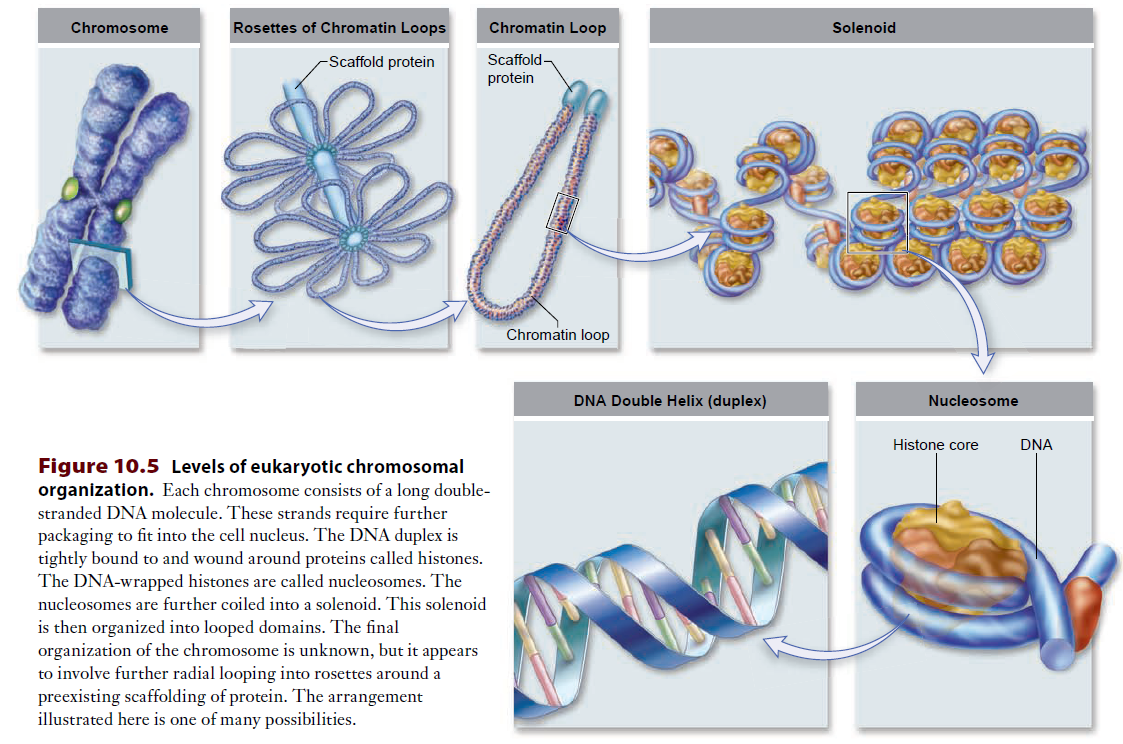 Chromosome
Rosettes of Chromatin Loops
Chromatin Loop
Solenoid
Scaffold protein
Scaffold
protein
Chromatin loop
DNA Double Helix (duplex)
Nucleosome
Histone core
DNA
Figure 10.5 Levels of eukaryotic chromosomal
organization. Each chromosome consists of a long double-
stranded DNA molecule. These strands require further
packaging to fit into the cell nucleus. The DNA duplex is
tightly bound to and wound around proteins called histones.
The DNA-wrapped histones are called nucleosomes. The
nucleosomes are further coiled into a solenoid. This solenoid
is then organized into looped domains. The final
organization of the chromosome is unknown, but it appears
to involve further radial looping into rosettes around a
preexisting scaffolding of protein. The arrangement
illustrated here is one of many possibilities.